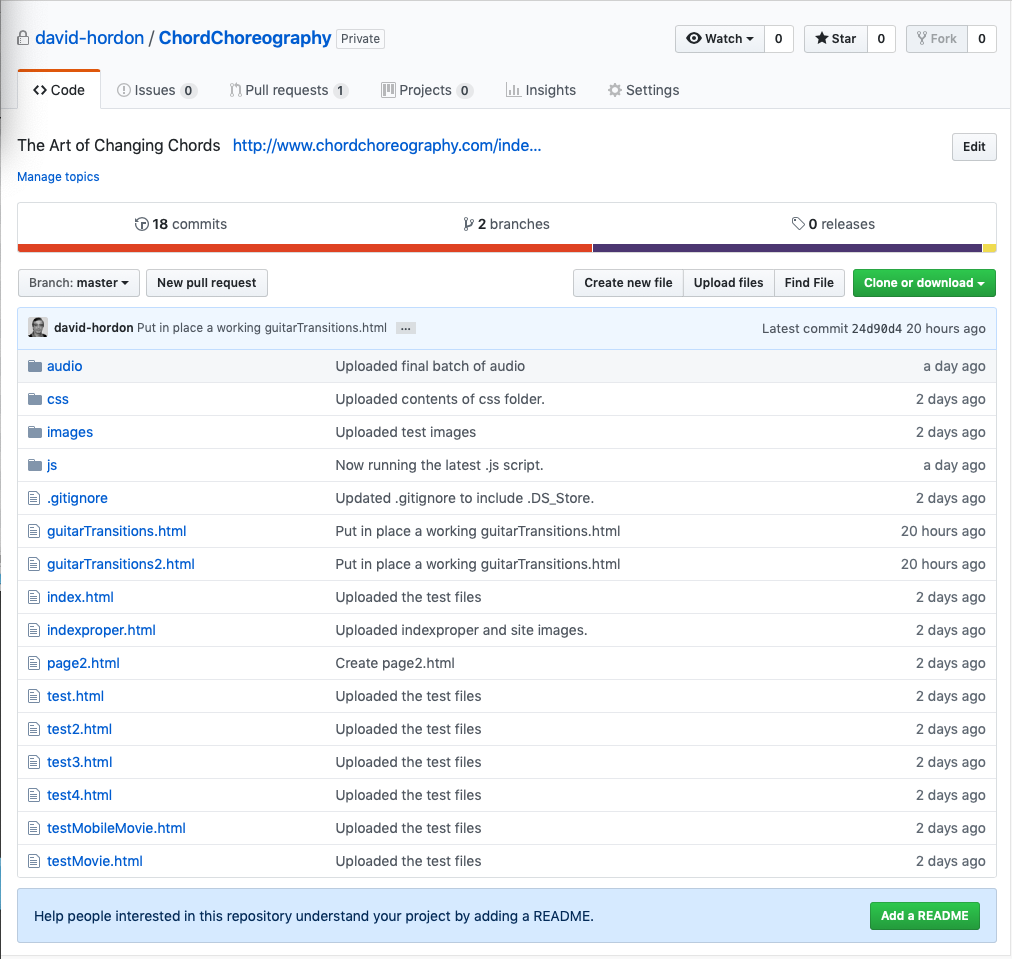 david-hordon / ChordChoreography Private Watch 0 Star 0 Fork 0
Code Issues 0 Pull requests 1 Projects 0 Insights Settings
The Art of Changing Chords http://www.chordchoreography.com/inde... Edit
Manage topics
18 commits 2 branches 0 releases
Branch: master New pull request Create new file Upload files Find File Clone or download
david-hordon Put in place a working guitarTransitions.html ... Latest commit 24d90d4 20 hours ago
audio Uploaded final batch of audio a day ago
css Uploaded contents of css folder. 2 days ago
images Uploaded test images 2 days ago
js Now running the latest .js script. a day ago
.gitignore Updated .gitignore to include .DS_Store. 2 days ago
guitarTransitions.html Put in place a working guitarTransitions.html 20 hours ago
guitarTransitions2.html Put in place a working guitarTransitions.html 20 hours ago
index.html Uploaded the test files 2 days ago
indexproper.html Uploaded indexproper and site images. 2 days ago
page2.html Create page2.html 2 days ago
test.html Uploaded the test files 2 days ago
test2.html Uploaded the test files 2 days ago
test3.html Uploaded the test files 2 days ago
test4.html Uploaded the test files 2 days ago
testMobileMovie.html Uploaded the test files 2 days ago
testMovie.html Uploaded the test files 2 days ago
Help people interested in this repository understand your project by adding a README. Add a README